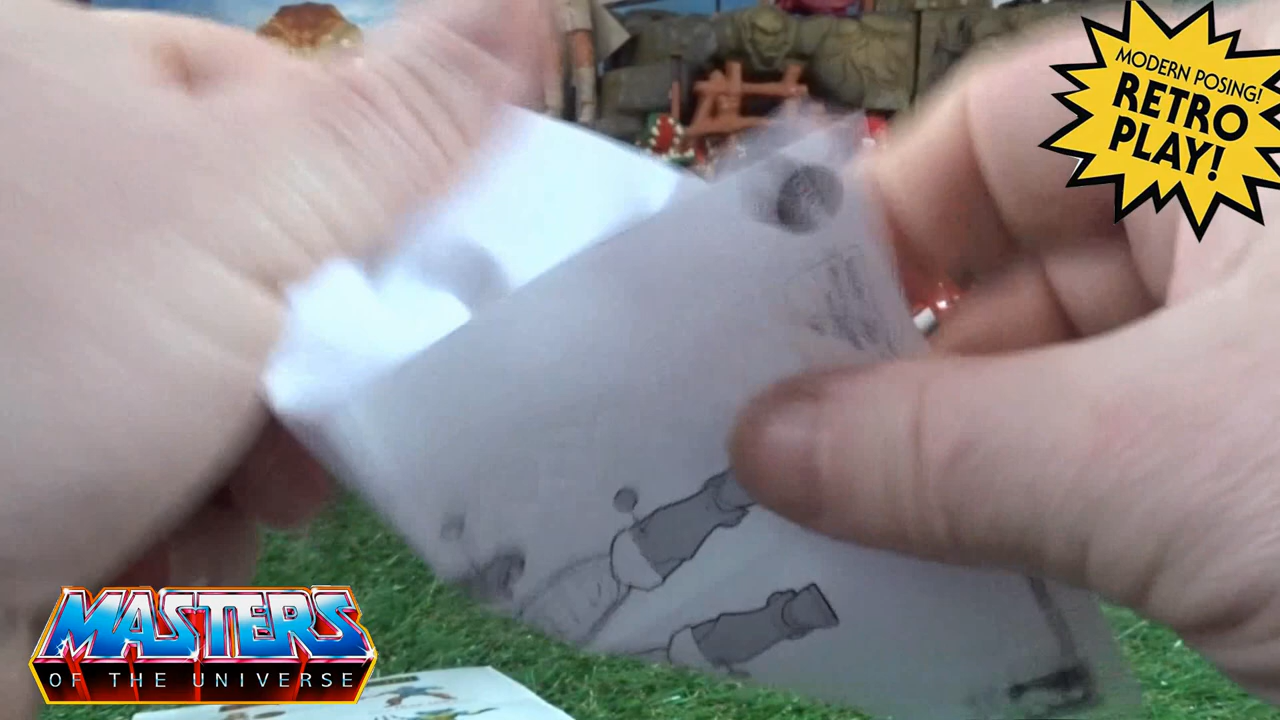 MODERN POSING!
RETRO
PLAY!
MASTERS
OF THE UNIVERSE